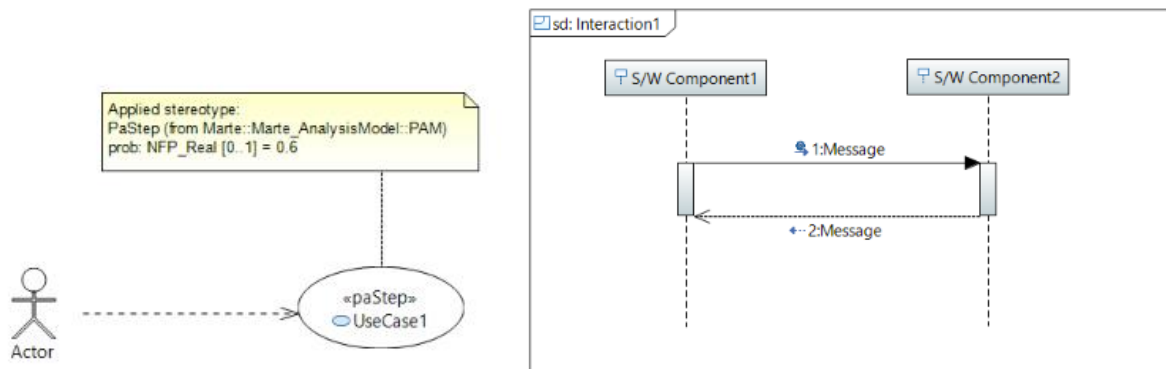 Applied stereotype:
PaStep (from Marte::Marte_AnalysisModel::PAM)
prob: NFP_Real [0..1] = 0.6
«paStep»
UseCase1
Actor
sd: Interaction1
S/W Component1
S/W Component2
1:Message
2:Message